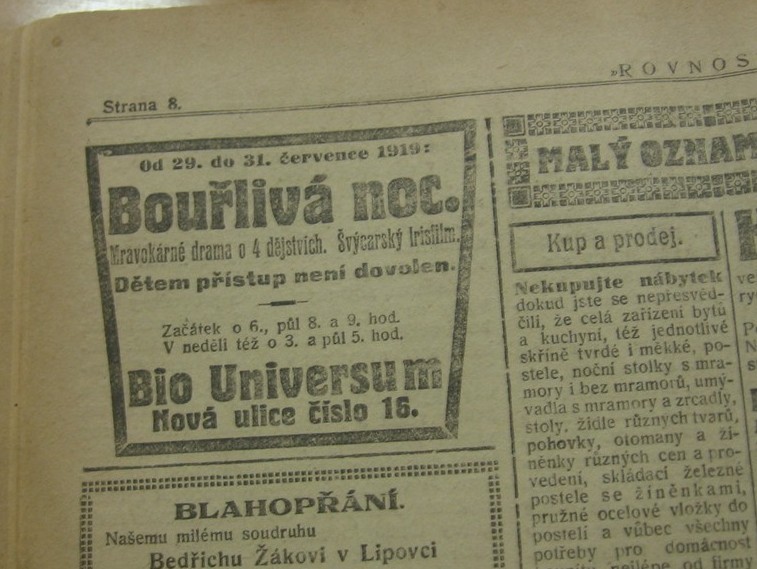 Strana 8.
»ROVNOS
Od 29. do 31. července 1919:
Bouřlivá noc.
Mravokárné drama o 4 dějstvích. Švýcarský Irisfilm.
Dětem přístup není dovolen.
Začátek o 6., půl 8. a 9. hod.
V neděli též o 3. a půl 5. hod.
Bio Universum
Nová ulice číslo 16.
BLAHOPŘÁNÍ.
Našemu milému soudruhu
Bedřichu Žákovi v Lipovci
MALÝ OZNAM
Kup a prodej.
Nekupujte nábytek
dokud jste se nepřesvěd-
čili, že celá zařízení bytů
a kuchyní, též jednotlivé
skříně tvrdé i měkké, po-
stele, noční stolky s mra-
mory i bez mramorů, umý-
vadla s mramory a zrcadly,
stoly, židle různých tvarů,
pohovky, otomany a ži-
něnky různých cen a pro-
vedení, skládací železné
postele se žíněnkami,
pružné ocelové vložky do
postelí a vůbec všechny
potřeby pro domácnost
nejlépe od firmy